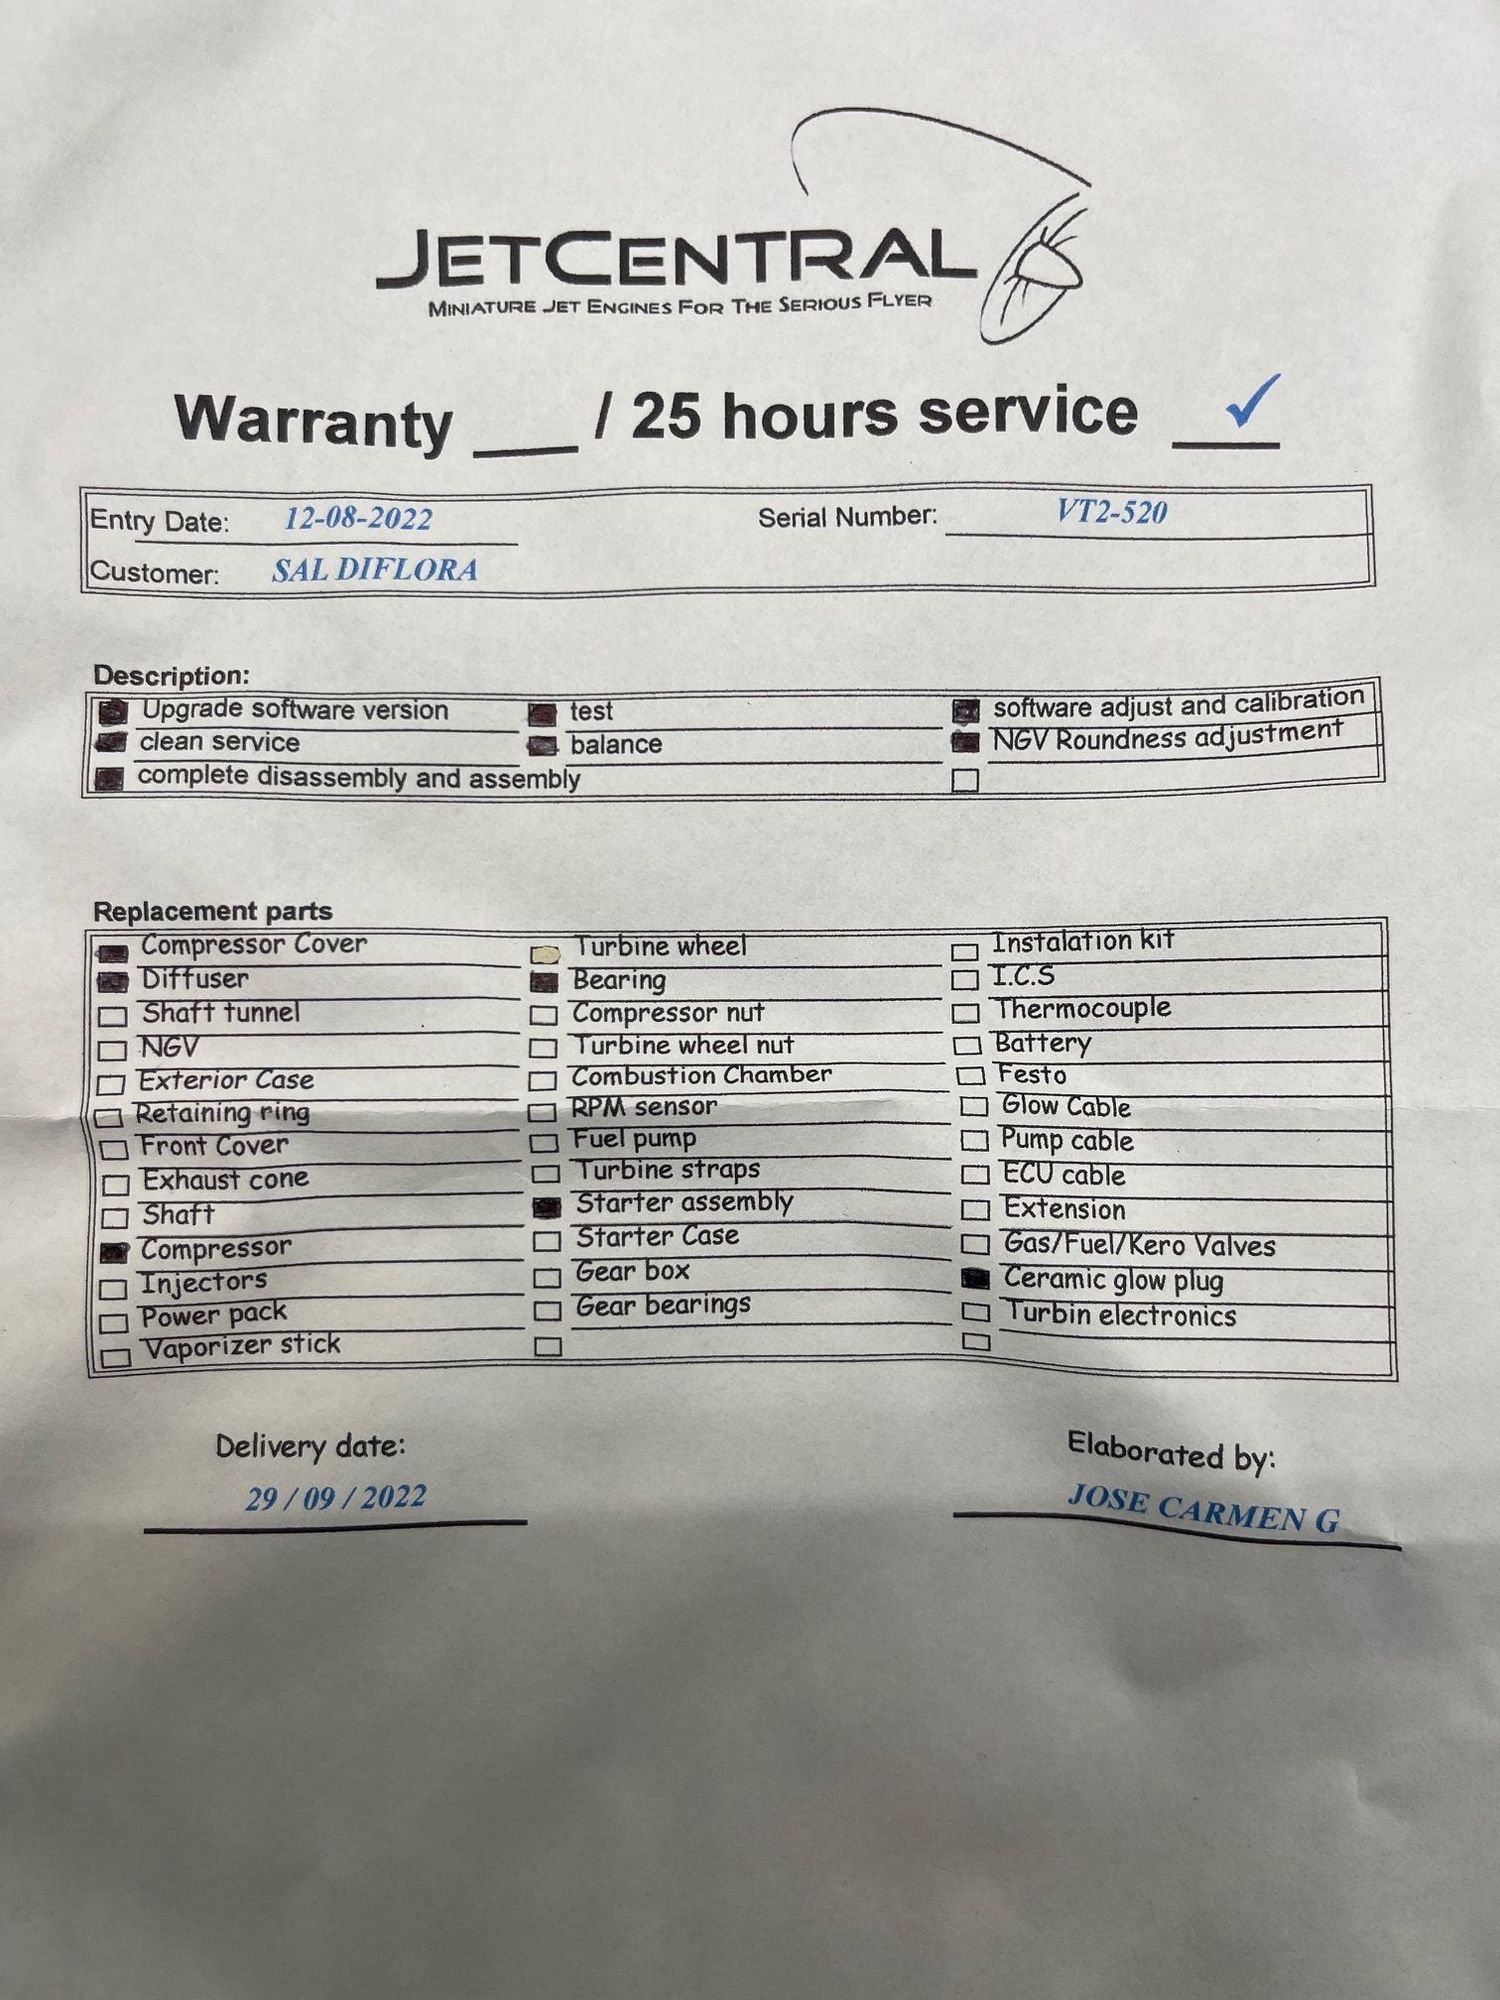 JETCENTRAL
MINIATURE JET ENGINES FOR THE SERIOUS FLYER
Warranty ___ / 25 hours service ✓
Entry Date: 12-08-2022 Serial Number: VT2-520
Customer: SAL DIFLORA
Description:
Upgrade software version test software adjust and calibration
clean service balance NGV Roundness adjustment
complete disassembly and assembly
Replacement parts
Compressor Cover Turbine wheel Instalation kit
Diffuser Bearing I.C.S
Shaft tunnel Compressor nut Thermocouple
NGV Turbine wheel nut Battery
Exterior Case Combustion Chamber Festo
Retaining ring RPM sensor Glow Cable
Front Cover Fuel pump Pump cable
Exhaust cone Turbine straps ECU cable
Shaft Starter assembly Extension
Compressor Starter Case Gas/Fuel/Kero Valves
Injectors Gear box Ceramic glow plug
Power pack Gear bearings Turbin electronics
Vaporizer stick
Delivery date: Elaborated by:
29 / 09 / 2022 JOSE CARMEN G